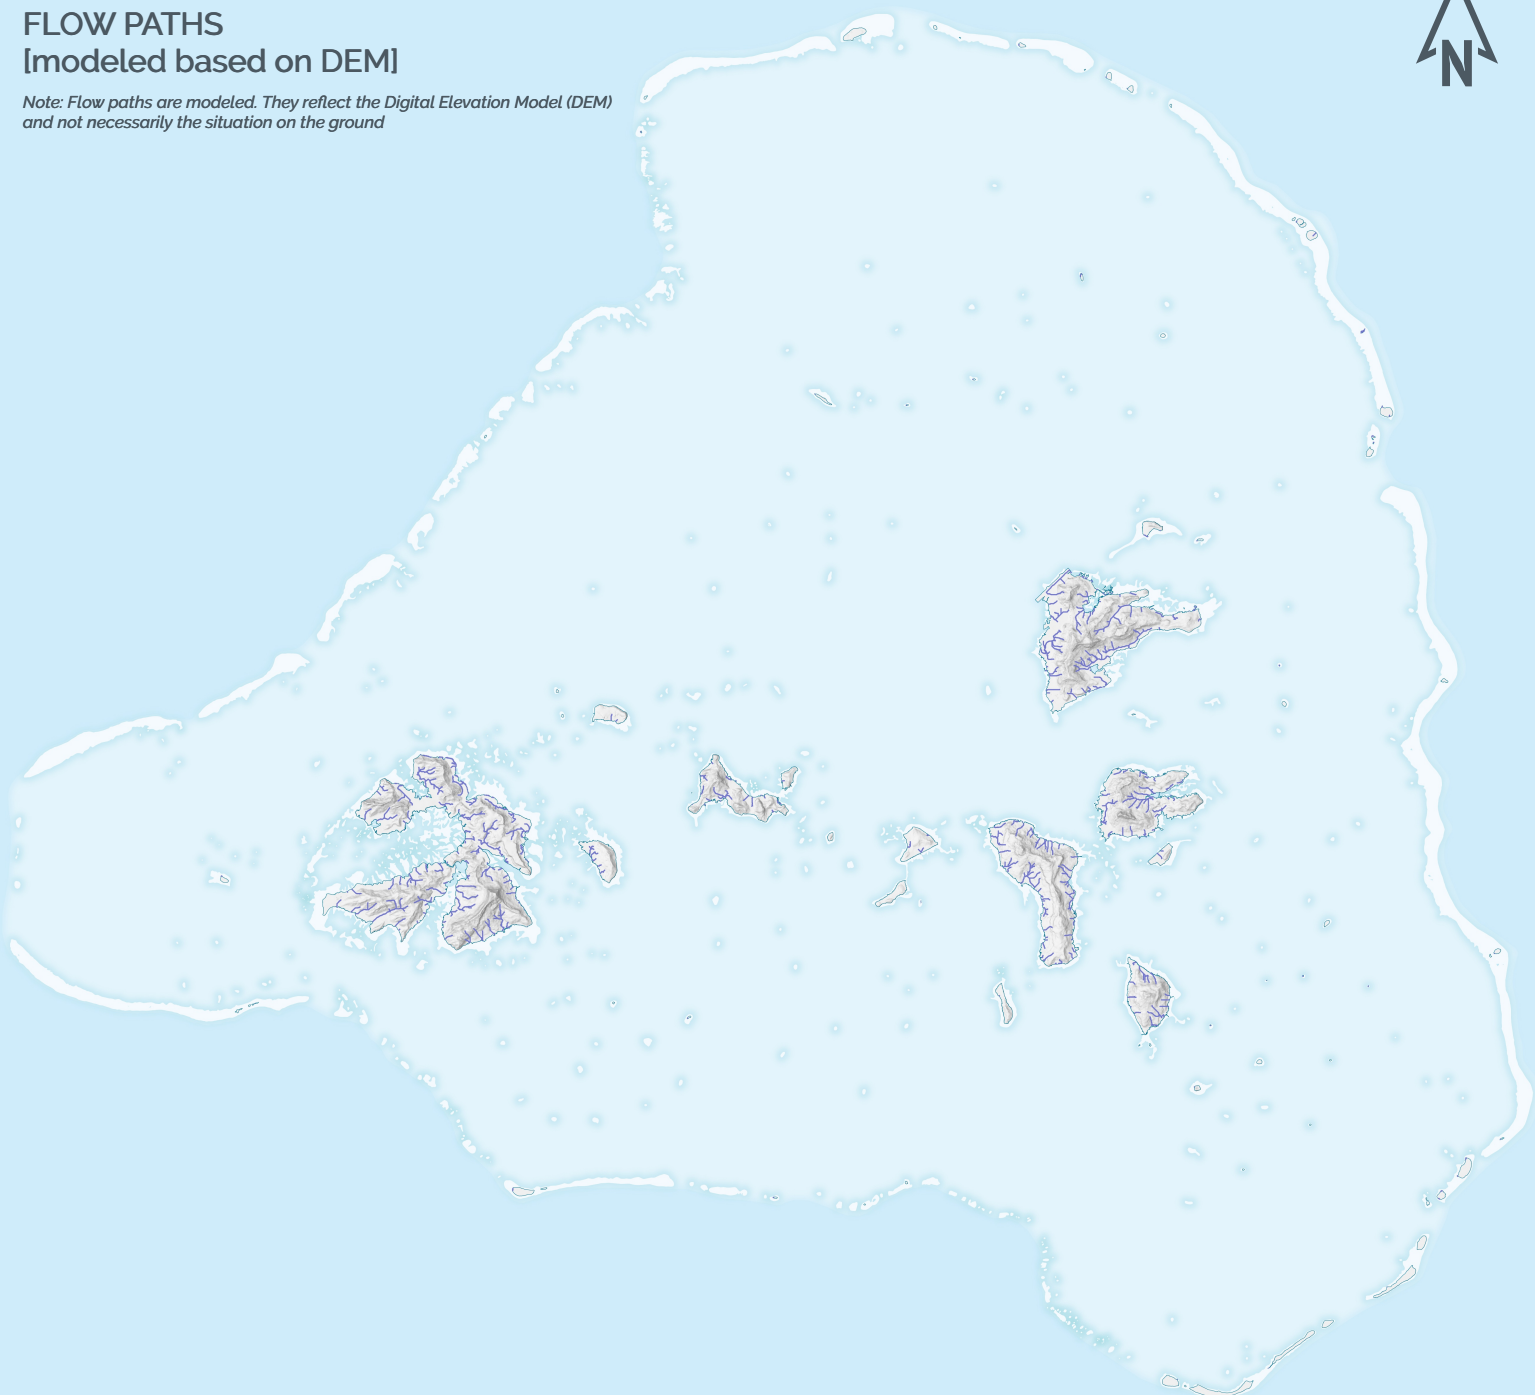 FLOW PATHS
[modeled based on DEM]
Note: Flow paths are modeled. They reflect the Digital Elevation Model (DEM)
and not necessarily the situation on the ground
N